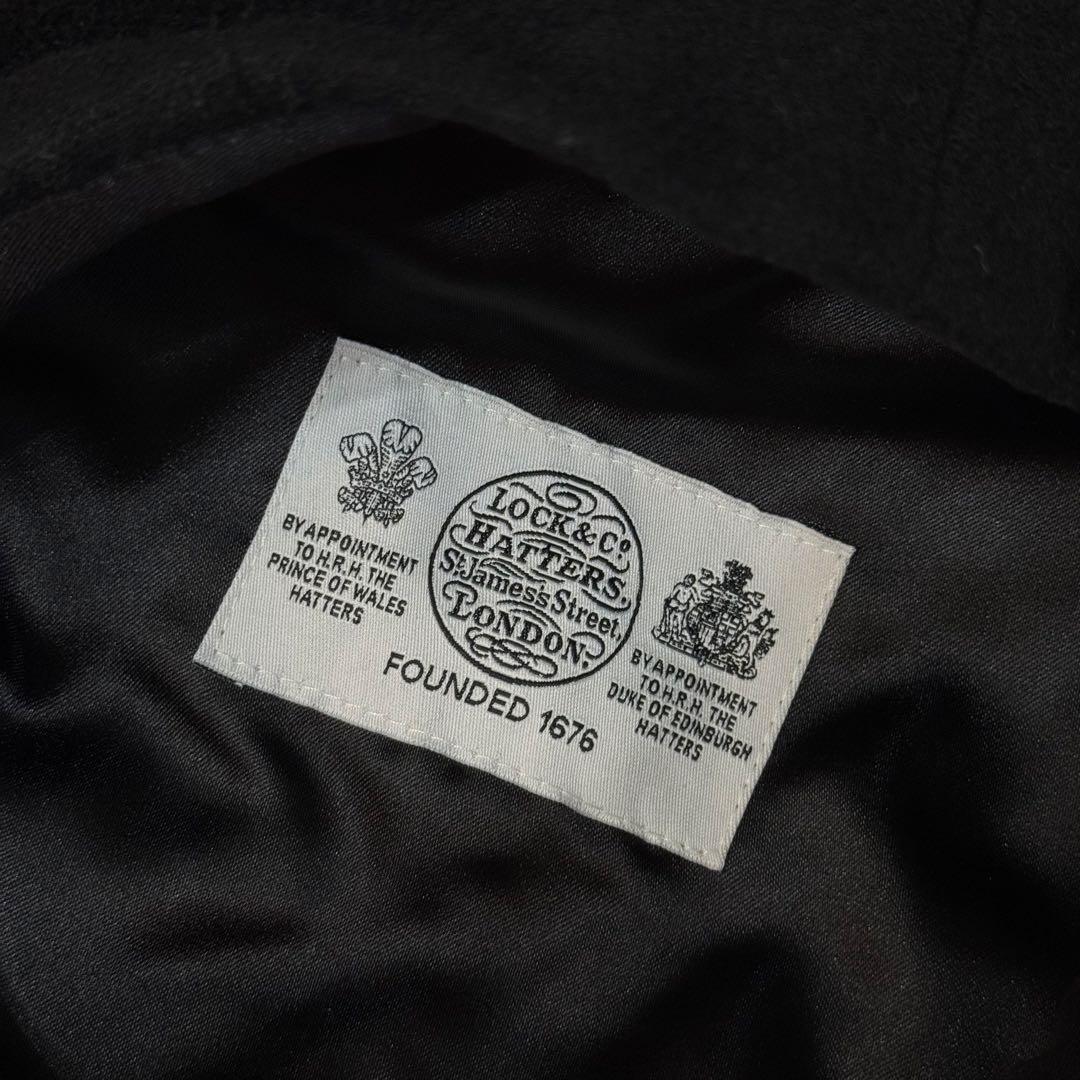 BY APPOINTMENT
TO H.R.H. THE
PRINCE OF WALES
HATTERS
LOCK & Co
HATTERS.
St. James's Street,
LONDON.
FOUNDED 1676
BY APPOINTMENT
TO H.R.H. THE
DUKE OF EDINBURGH
HATTERS